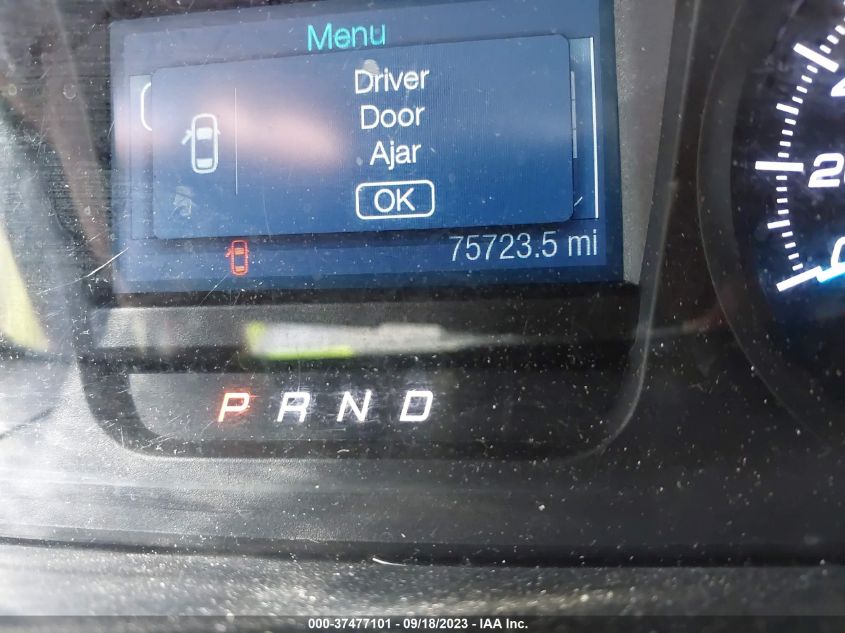 Menu
Driver
Door
Ajar
OK
75723.5 mi
P R N D
000-37477101 - 09/18/2023 - IAA Inc.